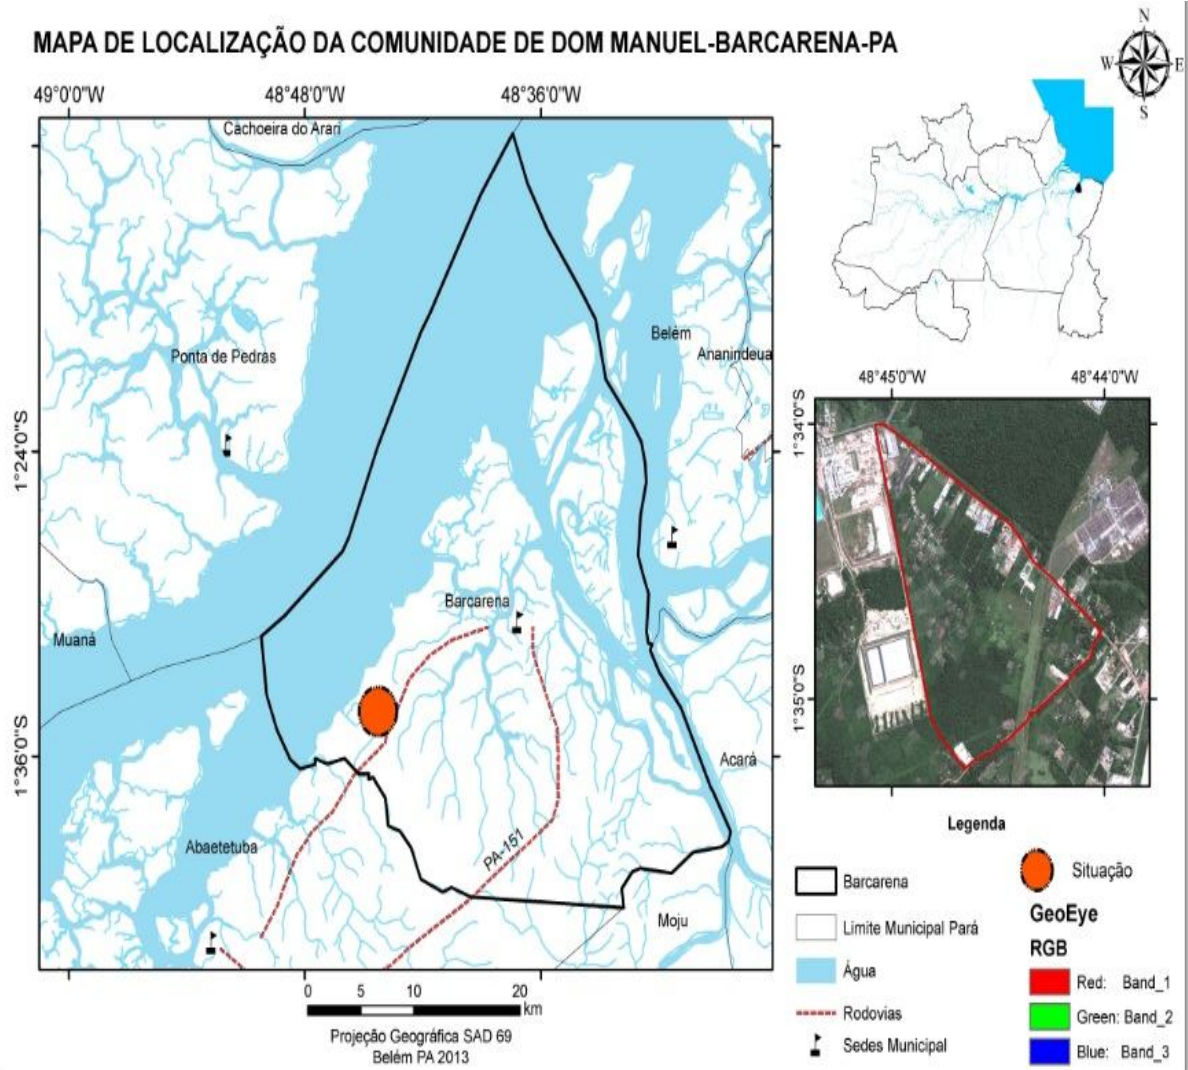 MAPA DE LOCALIZAÇÃO DA COMUNIDADE DE DOM MANUEL-BARCARENA-PA
N
W E
S
49°0'0"W 48°48'0"W 48°36'0"W
Cachoeira do Arari
Belém
Ponta de Pedras
Ananindeua
1°24'0"S
Barcarena
Muaná
1°36'0"S
Acará
Abaetetuba
PA-151
Moju
48°45'0"W 48°44'0"W
1°34'0"S
1°35'0"S
0 5 10 20
km
Projeção Geográfica SAD 69
Belém PA 2013
Legenda
Barcarena
Limite Municipal Pará
Água
Rodovias
Sedes Municipal
Situação
GeoEye
RGB
Red: Band_1
Green: Band_2
Blue: Band_3